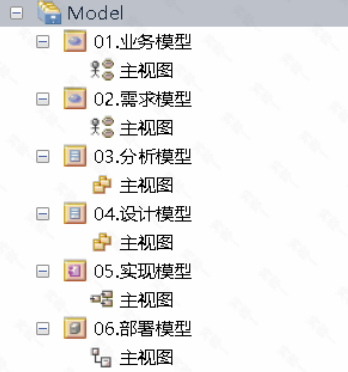 Model
01.业务模型
主视图
02.需求模型
主视图
03.分析模型
主视图
04.设计模型
主视图
05.实现模型
主视图
06.部署模型
主视图